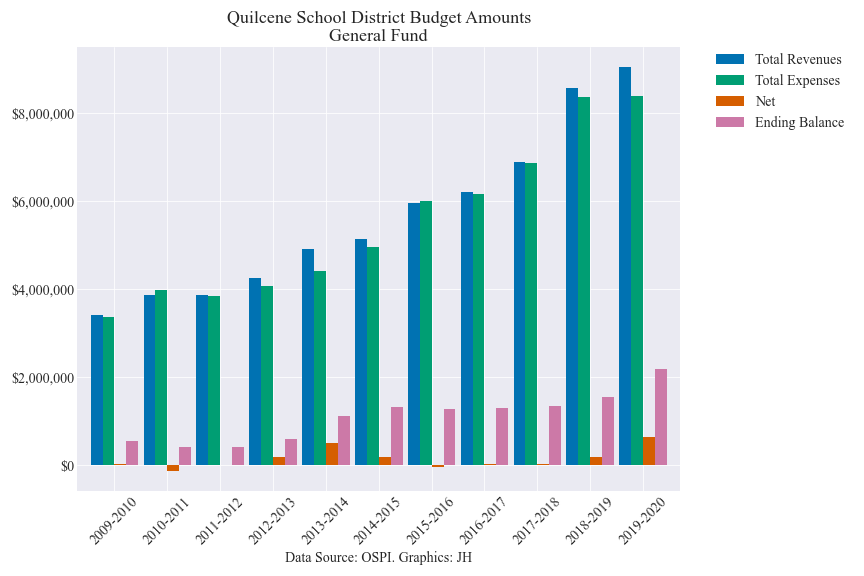 Quilcene School District Budget Amounts
General Fund
Total Revenues
Total Expenses
Net
Ending Balance
$8,000,000
$6,000,000
$4,000,000
$2,000,000
$0
2009-2010
2010-2011
2011-2012
2012-2013
2013-2014
2014-2015
2015-2016
2016-2017
2017-2018
2018-2019
2019-2020
Data Source: OSPI. Graphics: JH